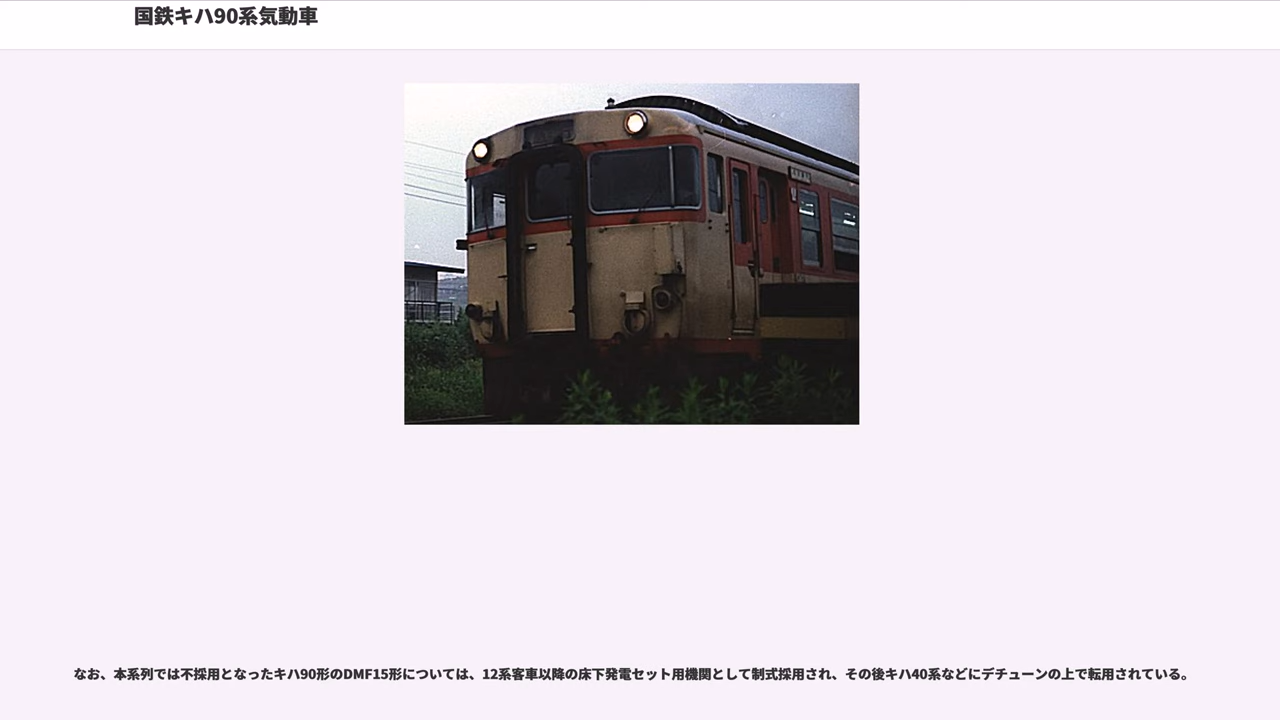 国鉄キハ90系気動車
なお、本系列では不採用となったキハ90形のDMF15形については、12系客車以降の床下発電セット用機関として制式採用され、その後キハ40系などにデチューンの上で転用されている。